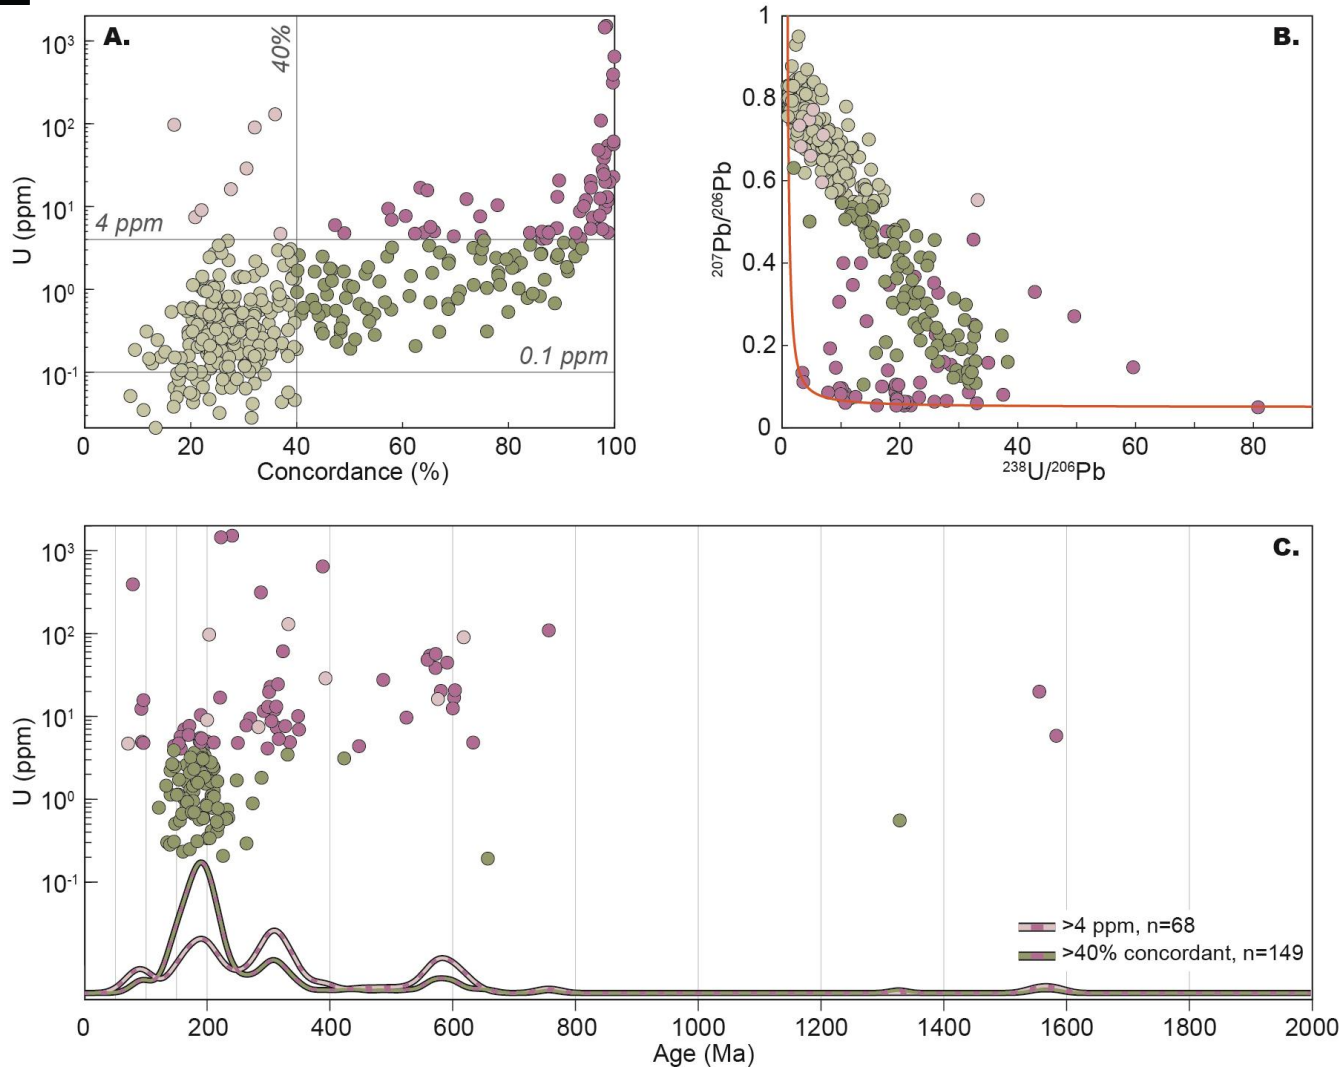 A.
40%
4 ppm
0.1 ppm
10³
10²
10¹
10⁰
10⁻¹
U (ppm)
0 20 40 60 80 100
Concordance (%)
B.
1
0.8
0.6
0.4
0.2
0
²⁰⁷Pb/²⁰⁶Pb
0 20 40 60 80
²³⁸U/²⁰⁶Pb
C.
10³
10²
10¹
10⁰
10⁻¹
U (ppm)
>4 ppm, n=68
>40% concordant, n=149
0 200 400 600 800 1000 1200 1400 1600 1800 2000
Age (Ma)